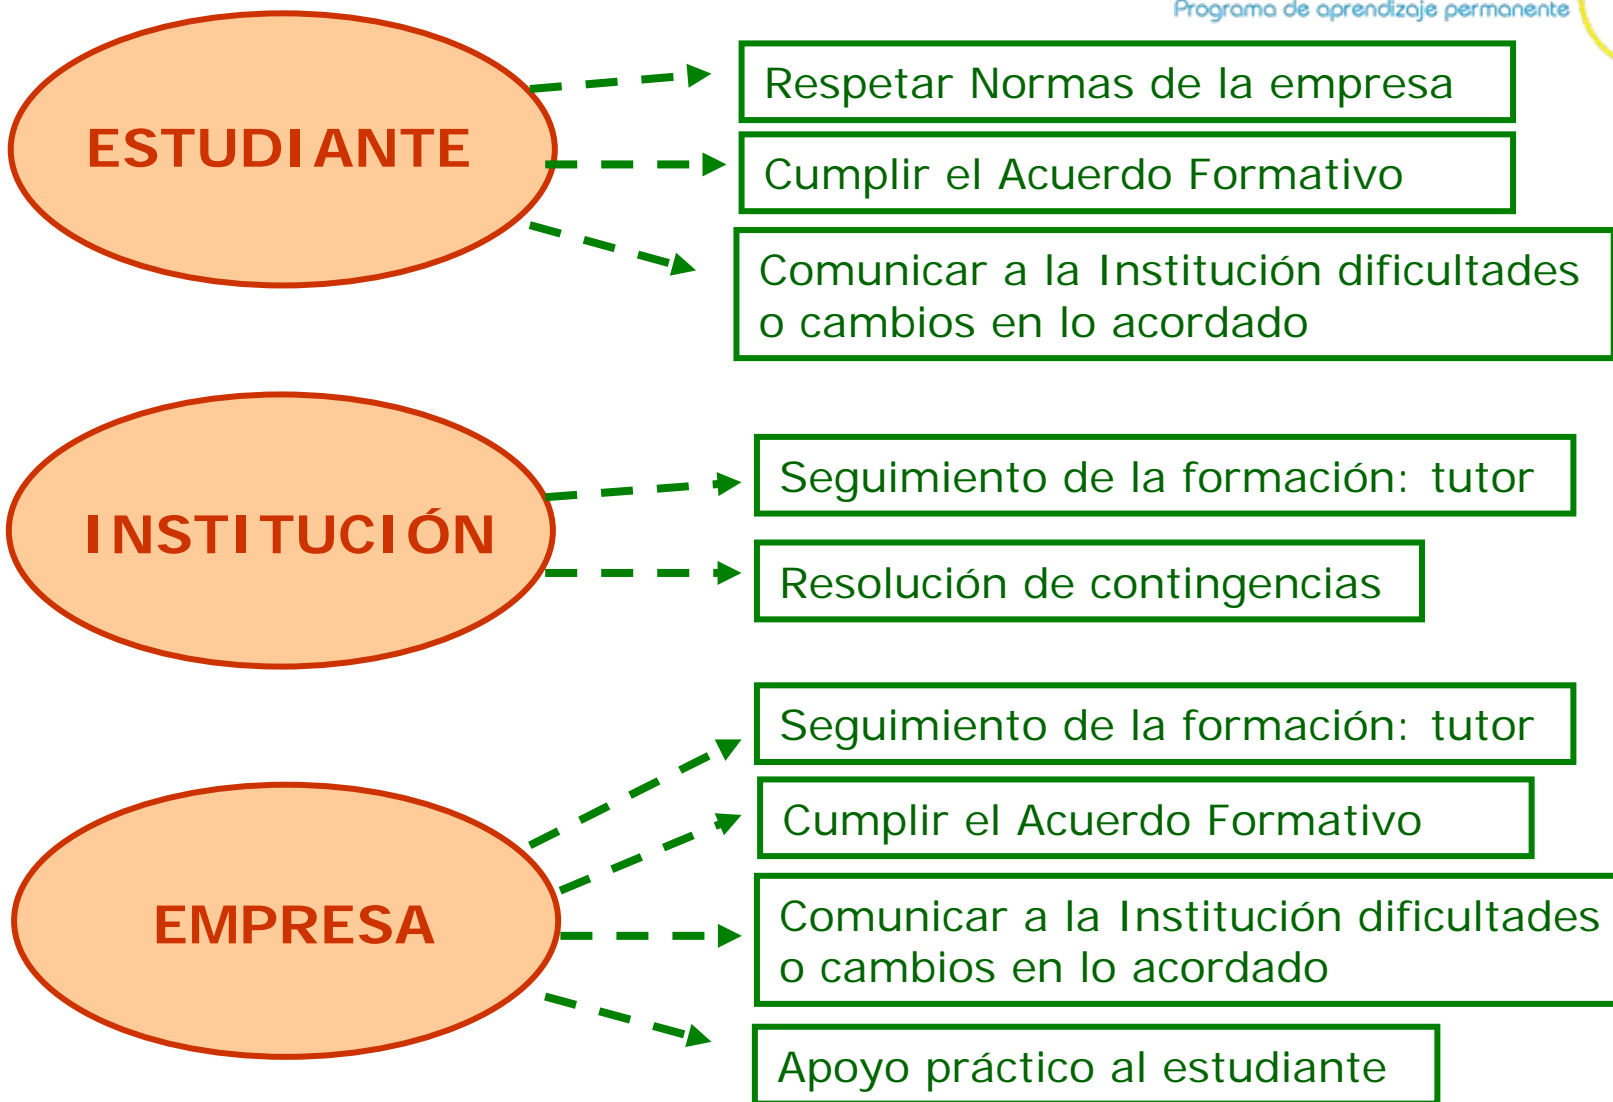 Programa de aprendizaje permanente
ESTUDIANTE
Respetar Normas de la empresa
Cumplir el Acuerdo Formativo
Comunicar a la Institución dificultades
o cambios en lo acordado
INSTITUCIÓN
Seguimiento de la formación: tutor
Resolución de contingencias
EMPRESA
Seguimiento de la formación: tutor
Cumplir el Acuerdo Formativo
Comunicar a la Institución dificultades
o cambios en lo acordado
Apoyo práctico al estudiante